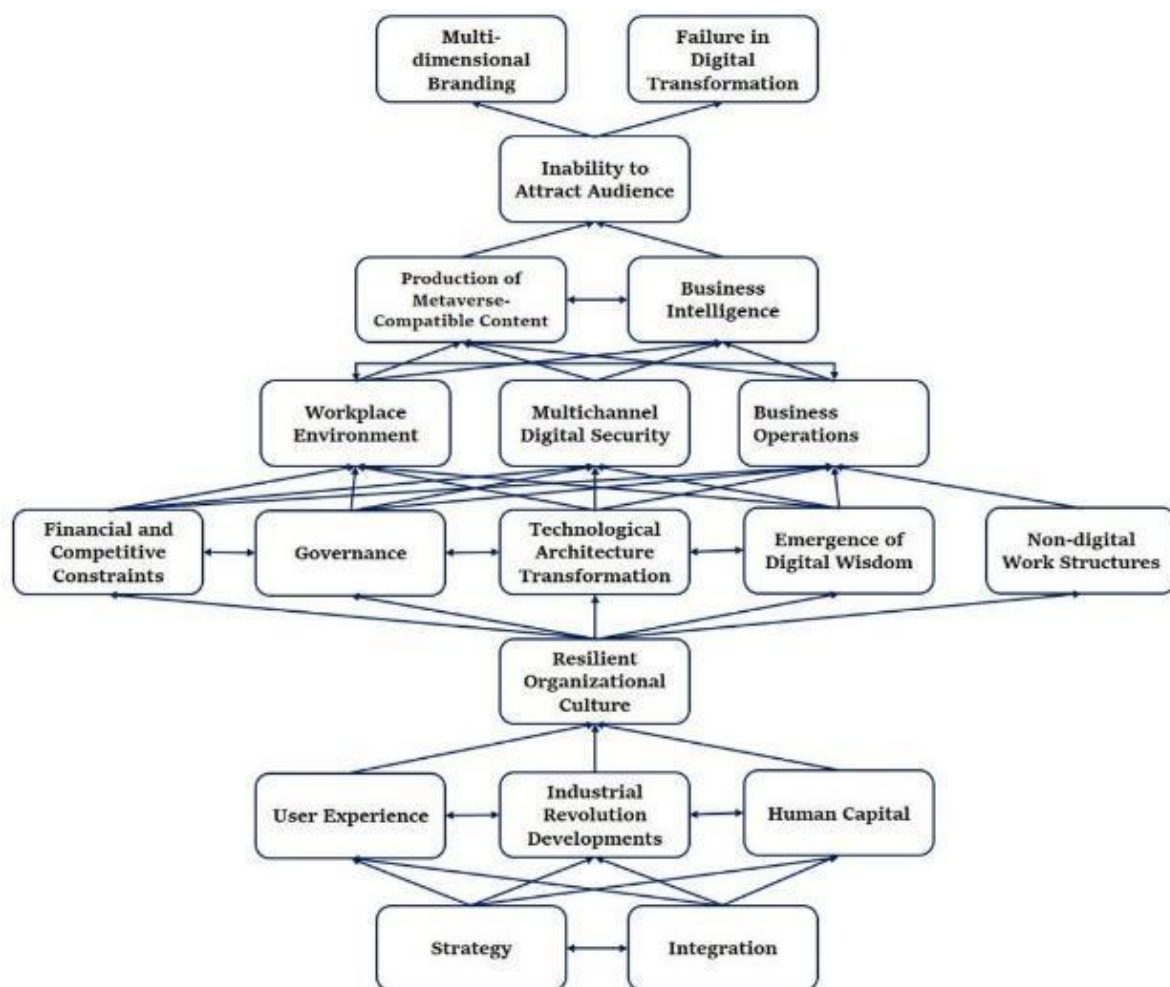 Multi-
dimensional
Branding
Failure in
Digital
Transformation
Inability to
Attract Audience
Production of
Metaverse-
Compatible Content
Business
Intelligence
Workplace
Environment
Multichannel
Digital Security
Business
Operations
Financial and
Competitive
Constraints
Governance
Technological
Architecture
Transformation
Emergence of
Digital Wisdom
Non-digital
Work Structures
Resilient
Organizational
Culture
User Experience
Industrial
Revolution
Developments
Human Capital
Strategy
Integration